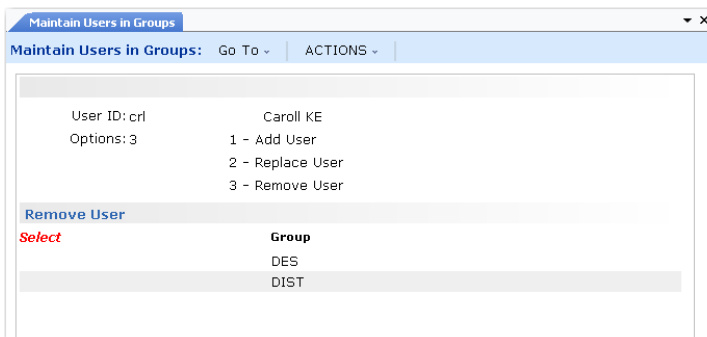 Maintain Users in Groups
Maintain Users in Groups: Go To ACTIONS
User ID: crl Caroll KE
Options: 3 1 - Add User
2 - Replace User
3 - Remove User
Remove User
Select Group
DES
DIST